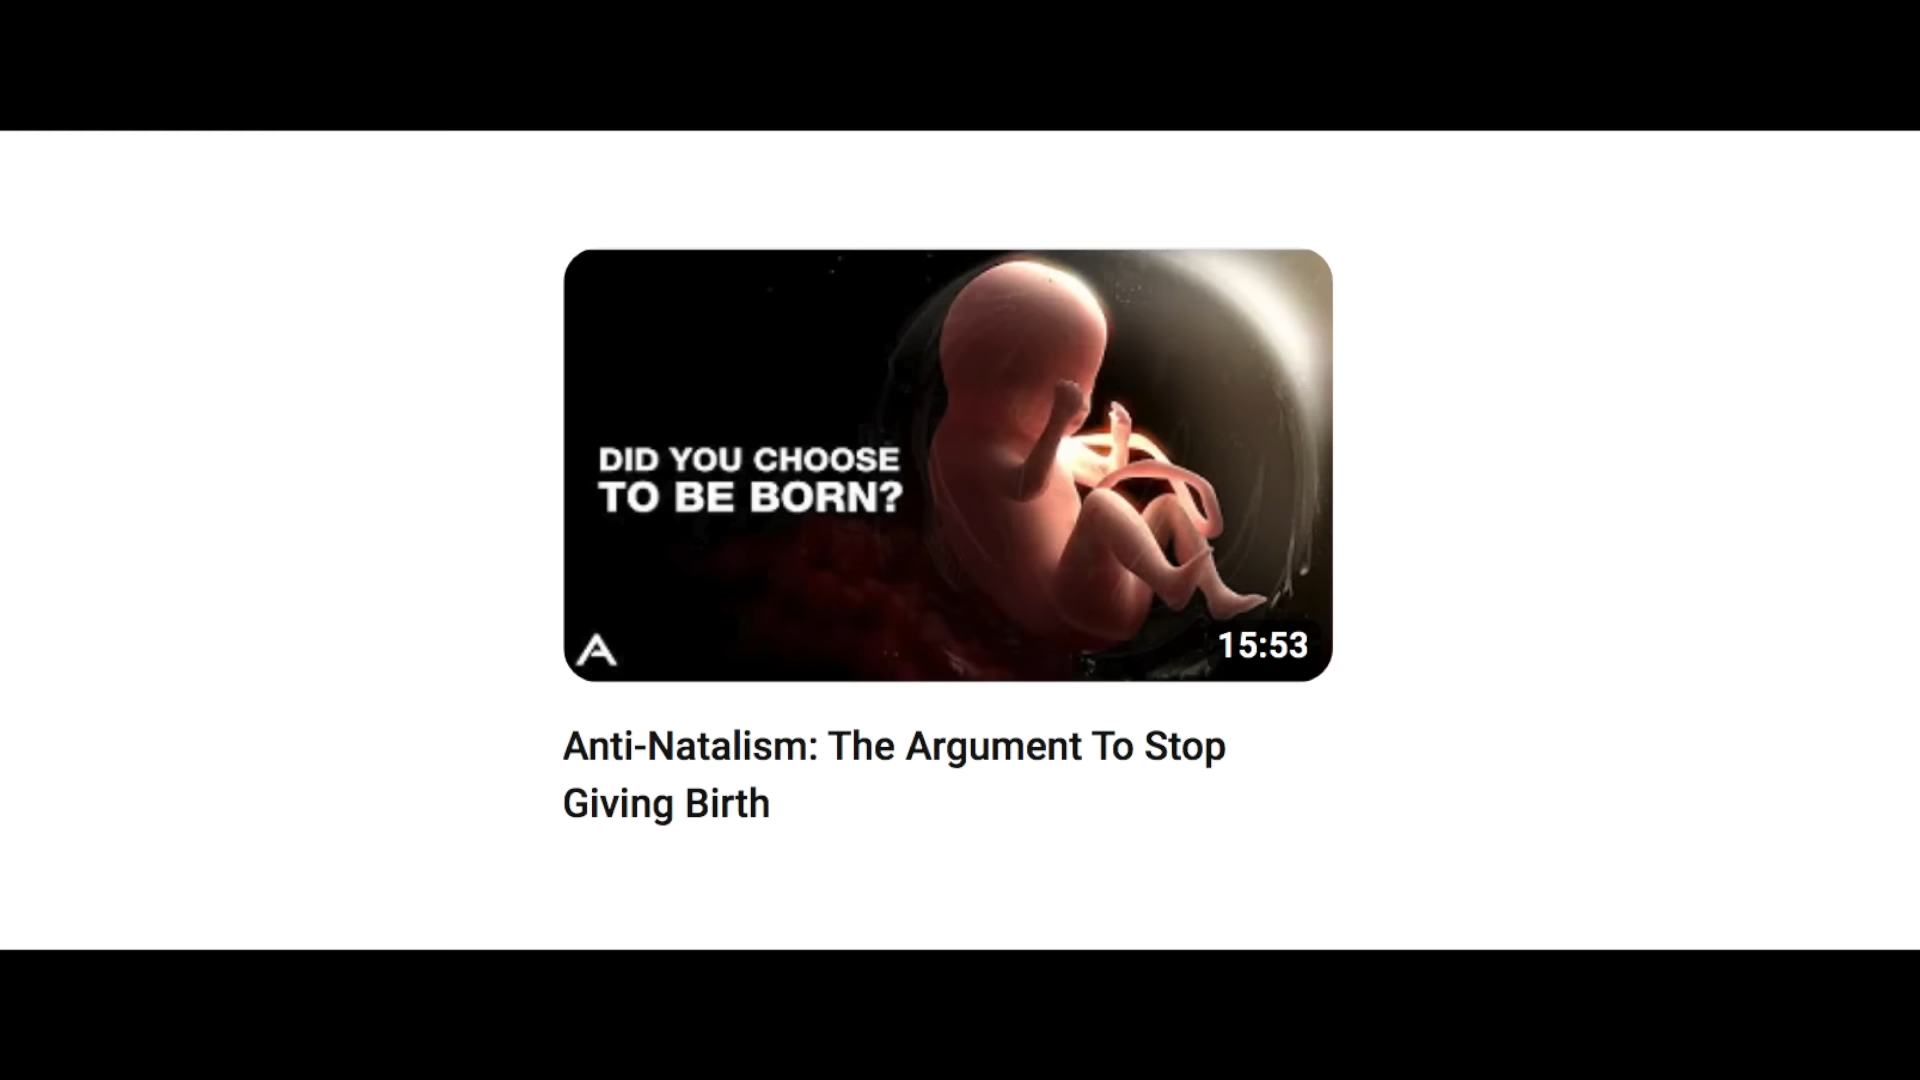 DID YOU CHOOSE
TO BE BORN?
A
15:53
Anti-Natalism: The Argument To Stop
Giving Birth